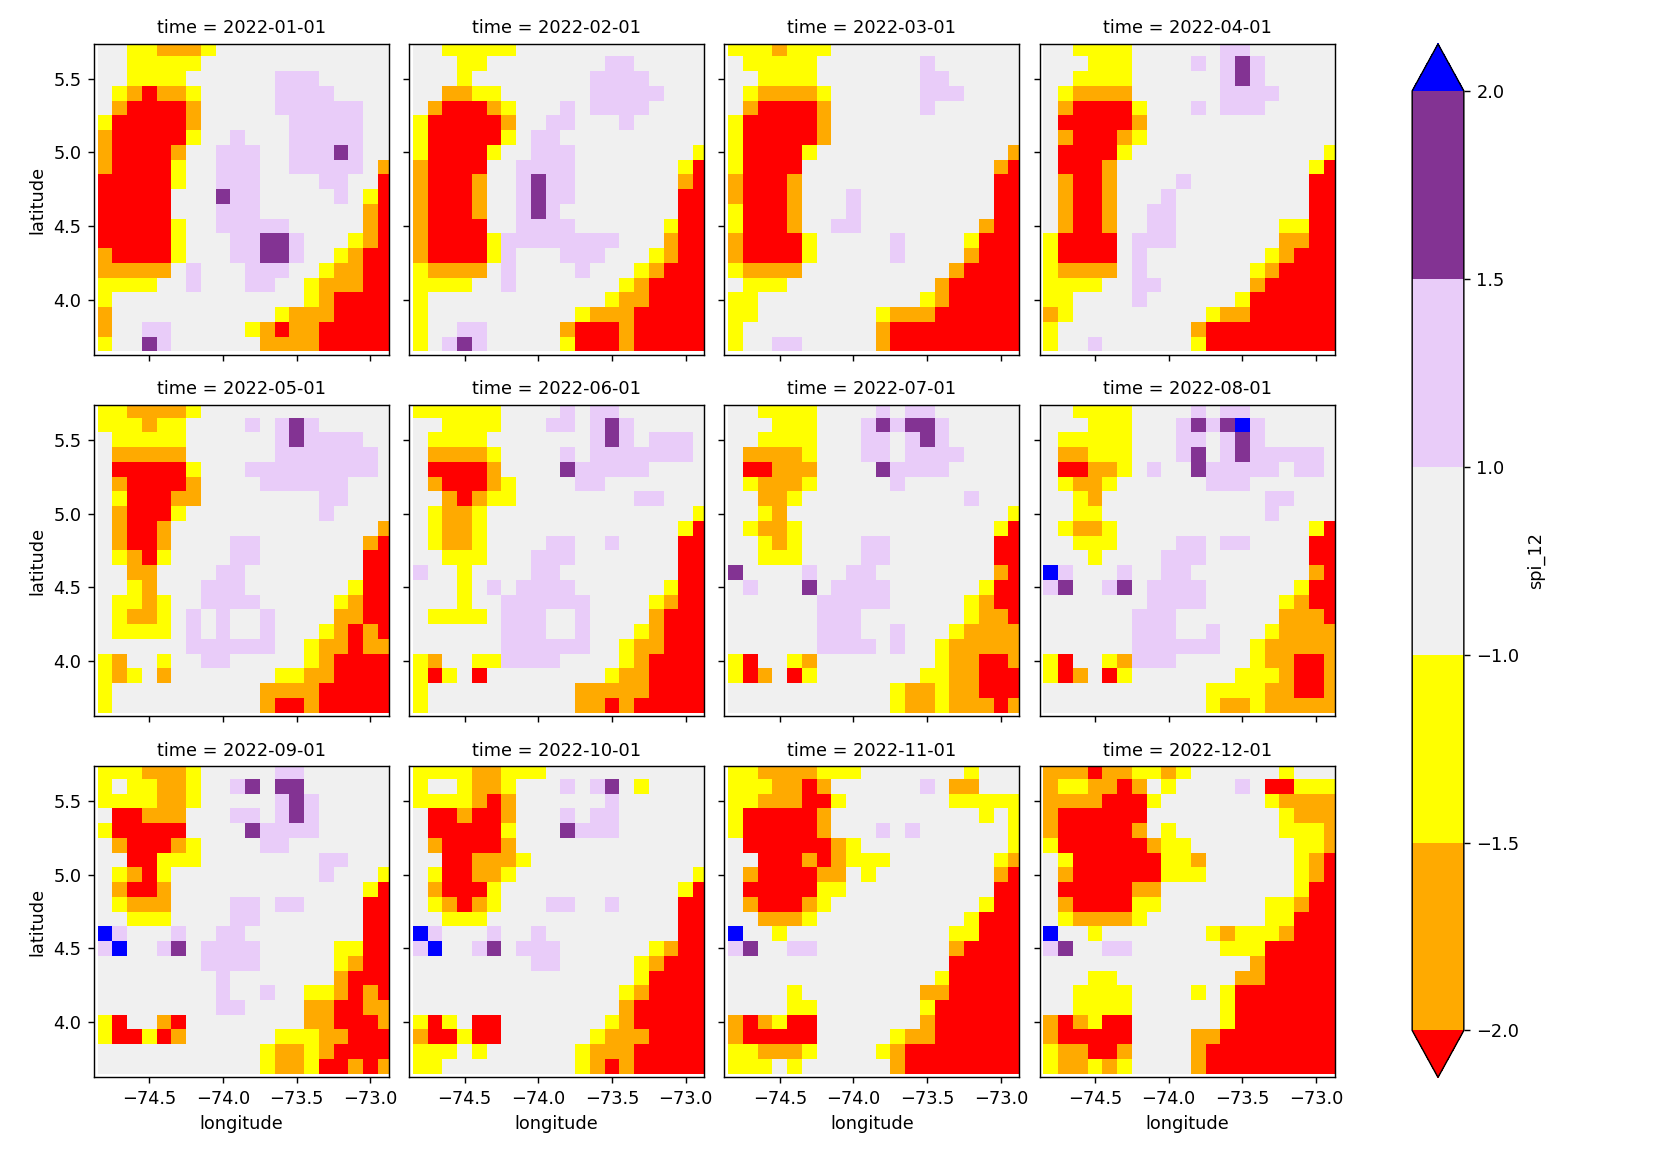 time = 2022-01-01
time = 2022-02-01
time = 2022-03-01
time = 2022-04-01
latitude
5.5
5.0
4.5
4.0
time = 2022-05-01
time = 2022-06-01
time = 2022-07-01
time = 2022-08-01
latitude
5.5
5.0
4.5
4.0
time = 2022-09-01
time = 2022-10-01
time = 2022-11-01
time = 2022-12-01
latitude
5.5
5.0
4.5
4.0
−74.5 −74.0 −73.5 −73.0
longitude
−74.5 −74.0 −73.5 −73.0
longitude
−74.5 −74.0 −73.5 −73.0
longitude
−74.5 −74.0 −73.5 −73.0
longitude
2.0
1.5
1.0
−1.0
−1.5
−2.0
spi_12